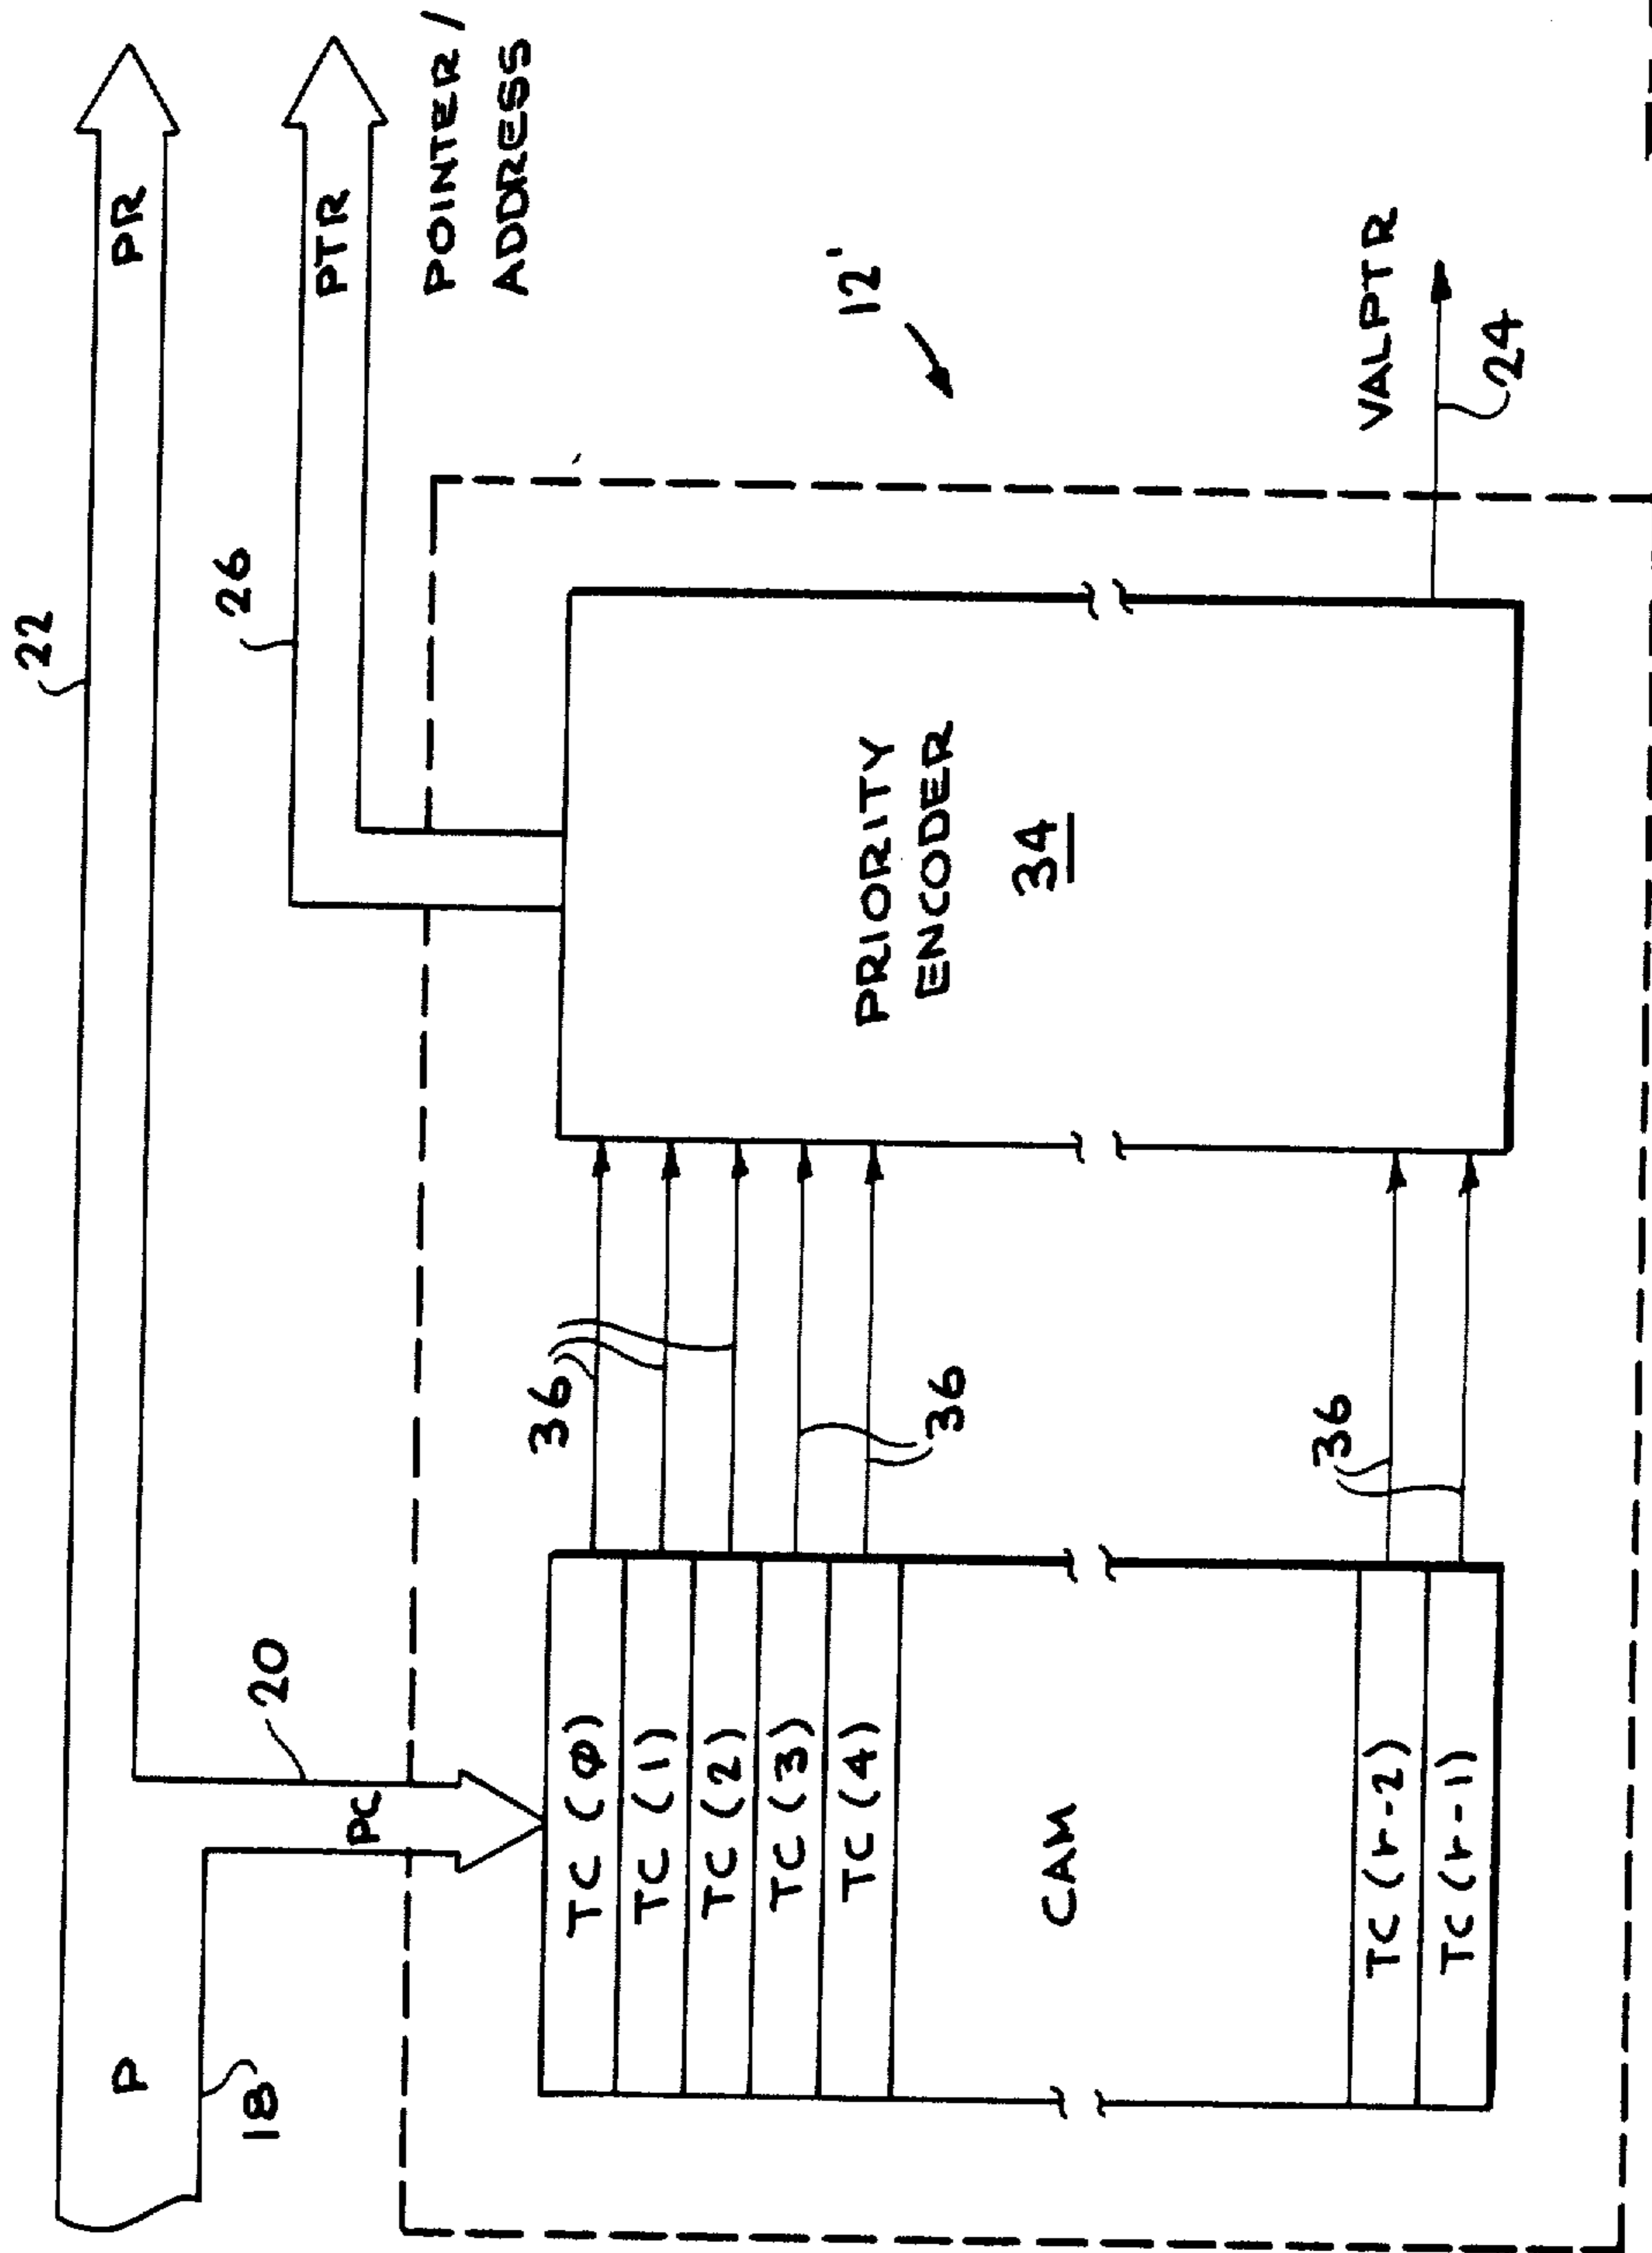 22
PR
P
18
26
PTR
POINTER /
ADDRESS
20
PC
12'
36
TC (φ)
TC (1)
TC (2)
TC (3)
TC (4)
36
CAM
PRIORITY
ENCODER
34
36
TC (r-2)
TC (r-1)
VALPTR
24